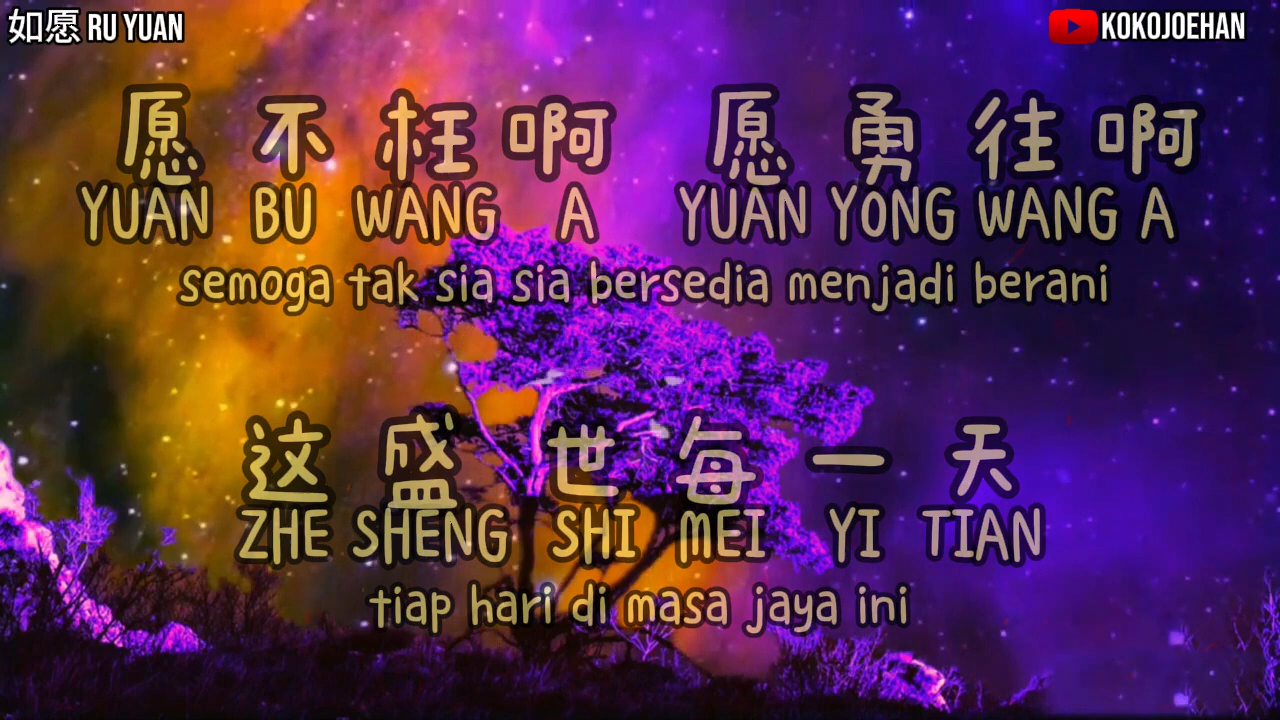 如愿 RU YUAN
KOKOJOEHAN
愿 不 枉 啊 愿 勇 往 啊
YUAN BU WANG A YUAN YONG WANG A
semoga tak sia sia bersedia menjadi berani
这 盛 世 每 一 天
ZHE SHENG SHI MEI YI TIAN
tiap hari di masa jaya ini